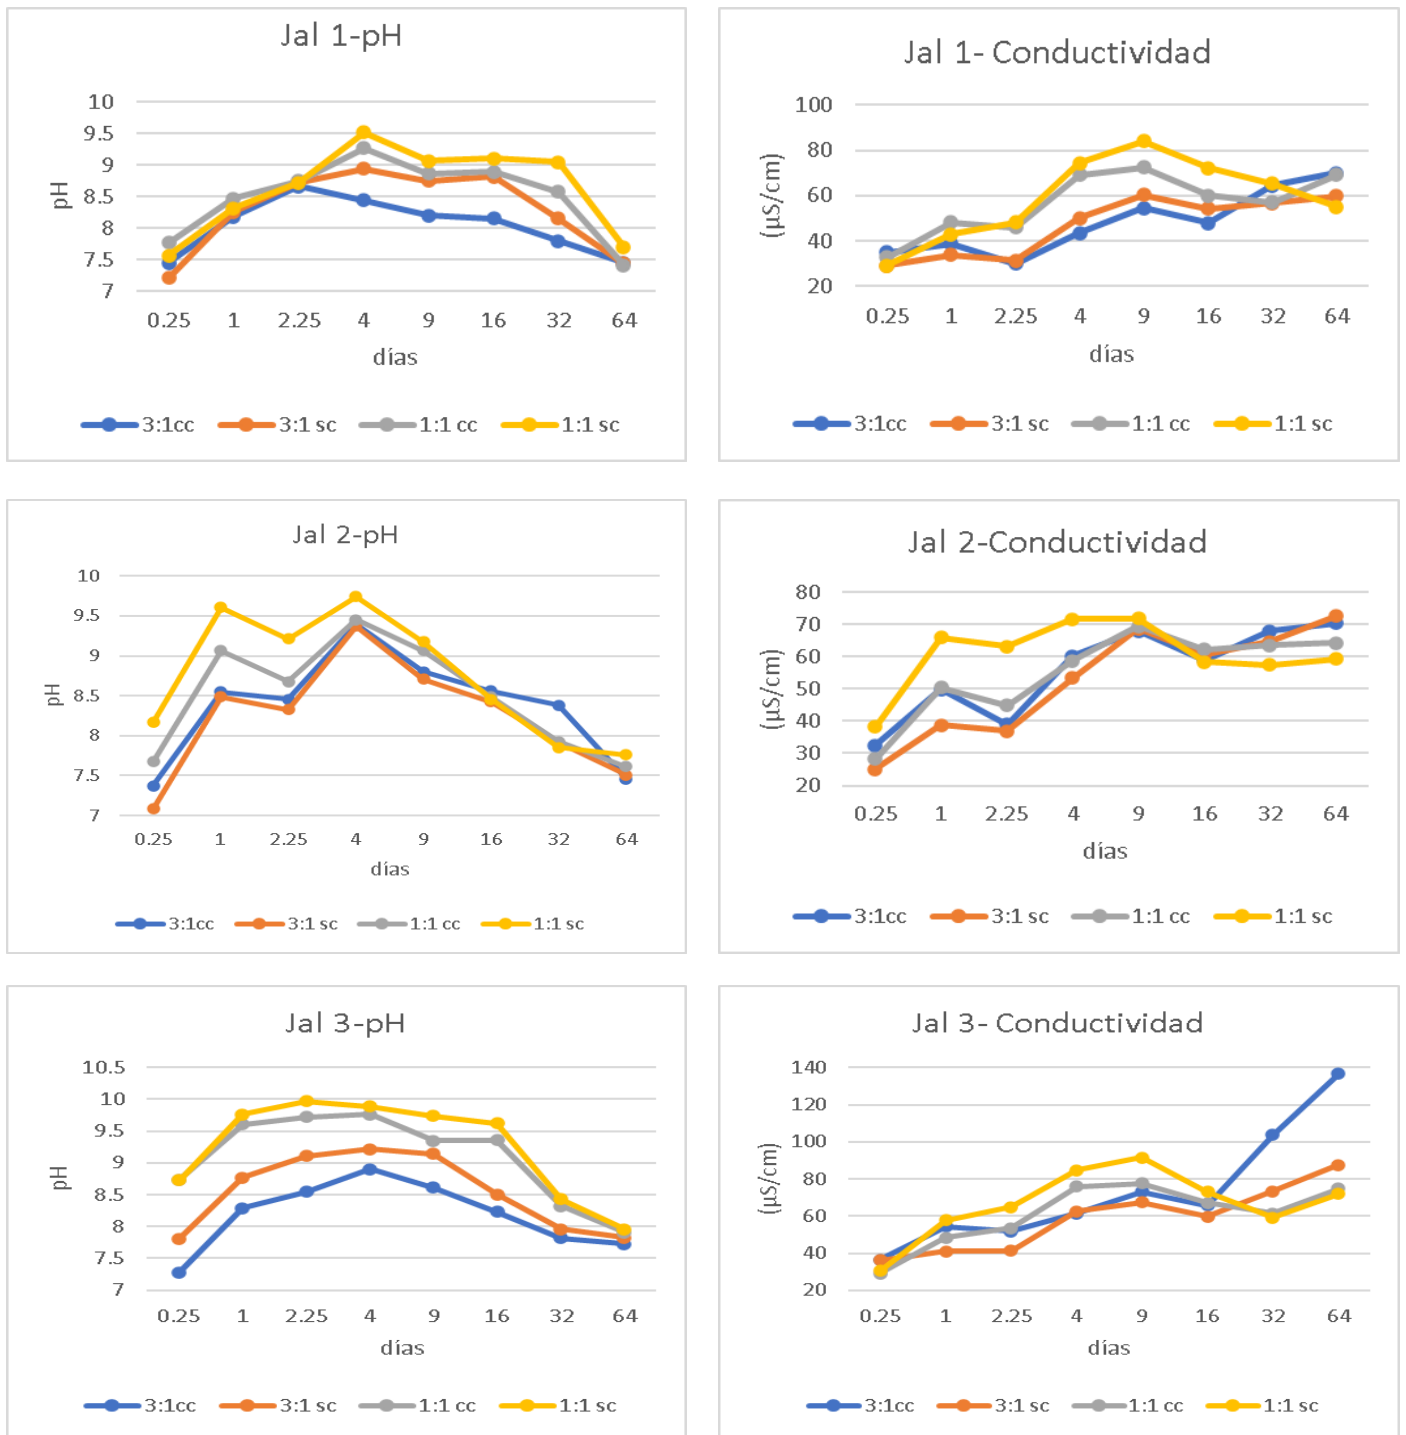 Jal 1-pH
10
9.5
9
8.5
8
7.5
7
pH
0.25 1 2.25 4 9 16 32 64
días
3:1cc 3:1 sc 1:1 cc 1:1 sc
Jal 1- Conductividad
100
80
60
40
20
(µS/cm)
0.25 1 2.25 4 9 16 32 64
días
3:1cc 3:1 sc 1:1 cc 1:1 sc
Jal 2-pH
10
9.5
9
8.5
8
7.5
7
pH
0.25 1 2.25 4 9 16 32 64
días
3:1cc 3:1 sc 1:1 cc 1:1 sc
Jal 2-Conductividad
80
70
60
50
40
30
20
(µS/cm)
0.25 1 2.25 4 9 16 32 64
días
3:1cc 3:1 sc 1:1 cc 1:1 sc
Jal 3-pH
10.5
10
9.5
9
8.5
8
7.5
7
pH
0.25 1 2.25 4 9 16 32 64
días
3:1cc 3:1 sc 1:1 cc 1:1 sc
Jal 3- Conductividad
140
120
100
80
60
40
20
(µS/cm)
0.25 1 2.25 4 9 16 32 64
días
3:1cc 3:1 sc 1:1 cc 1:1 sc